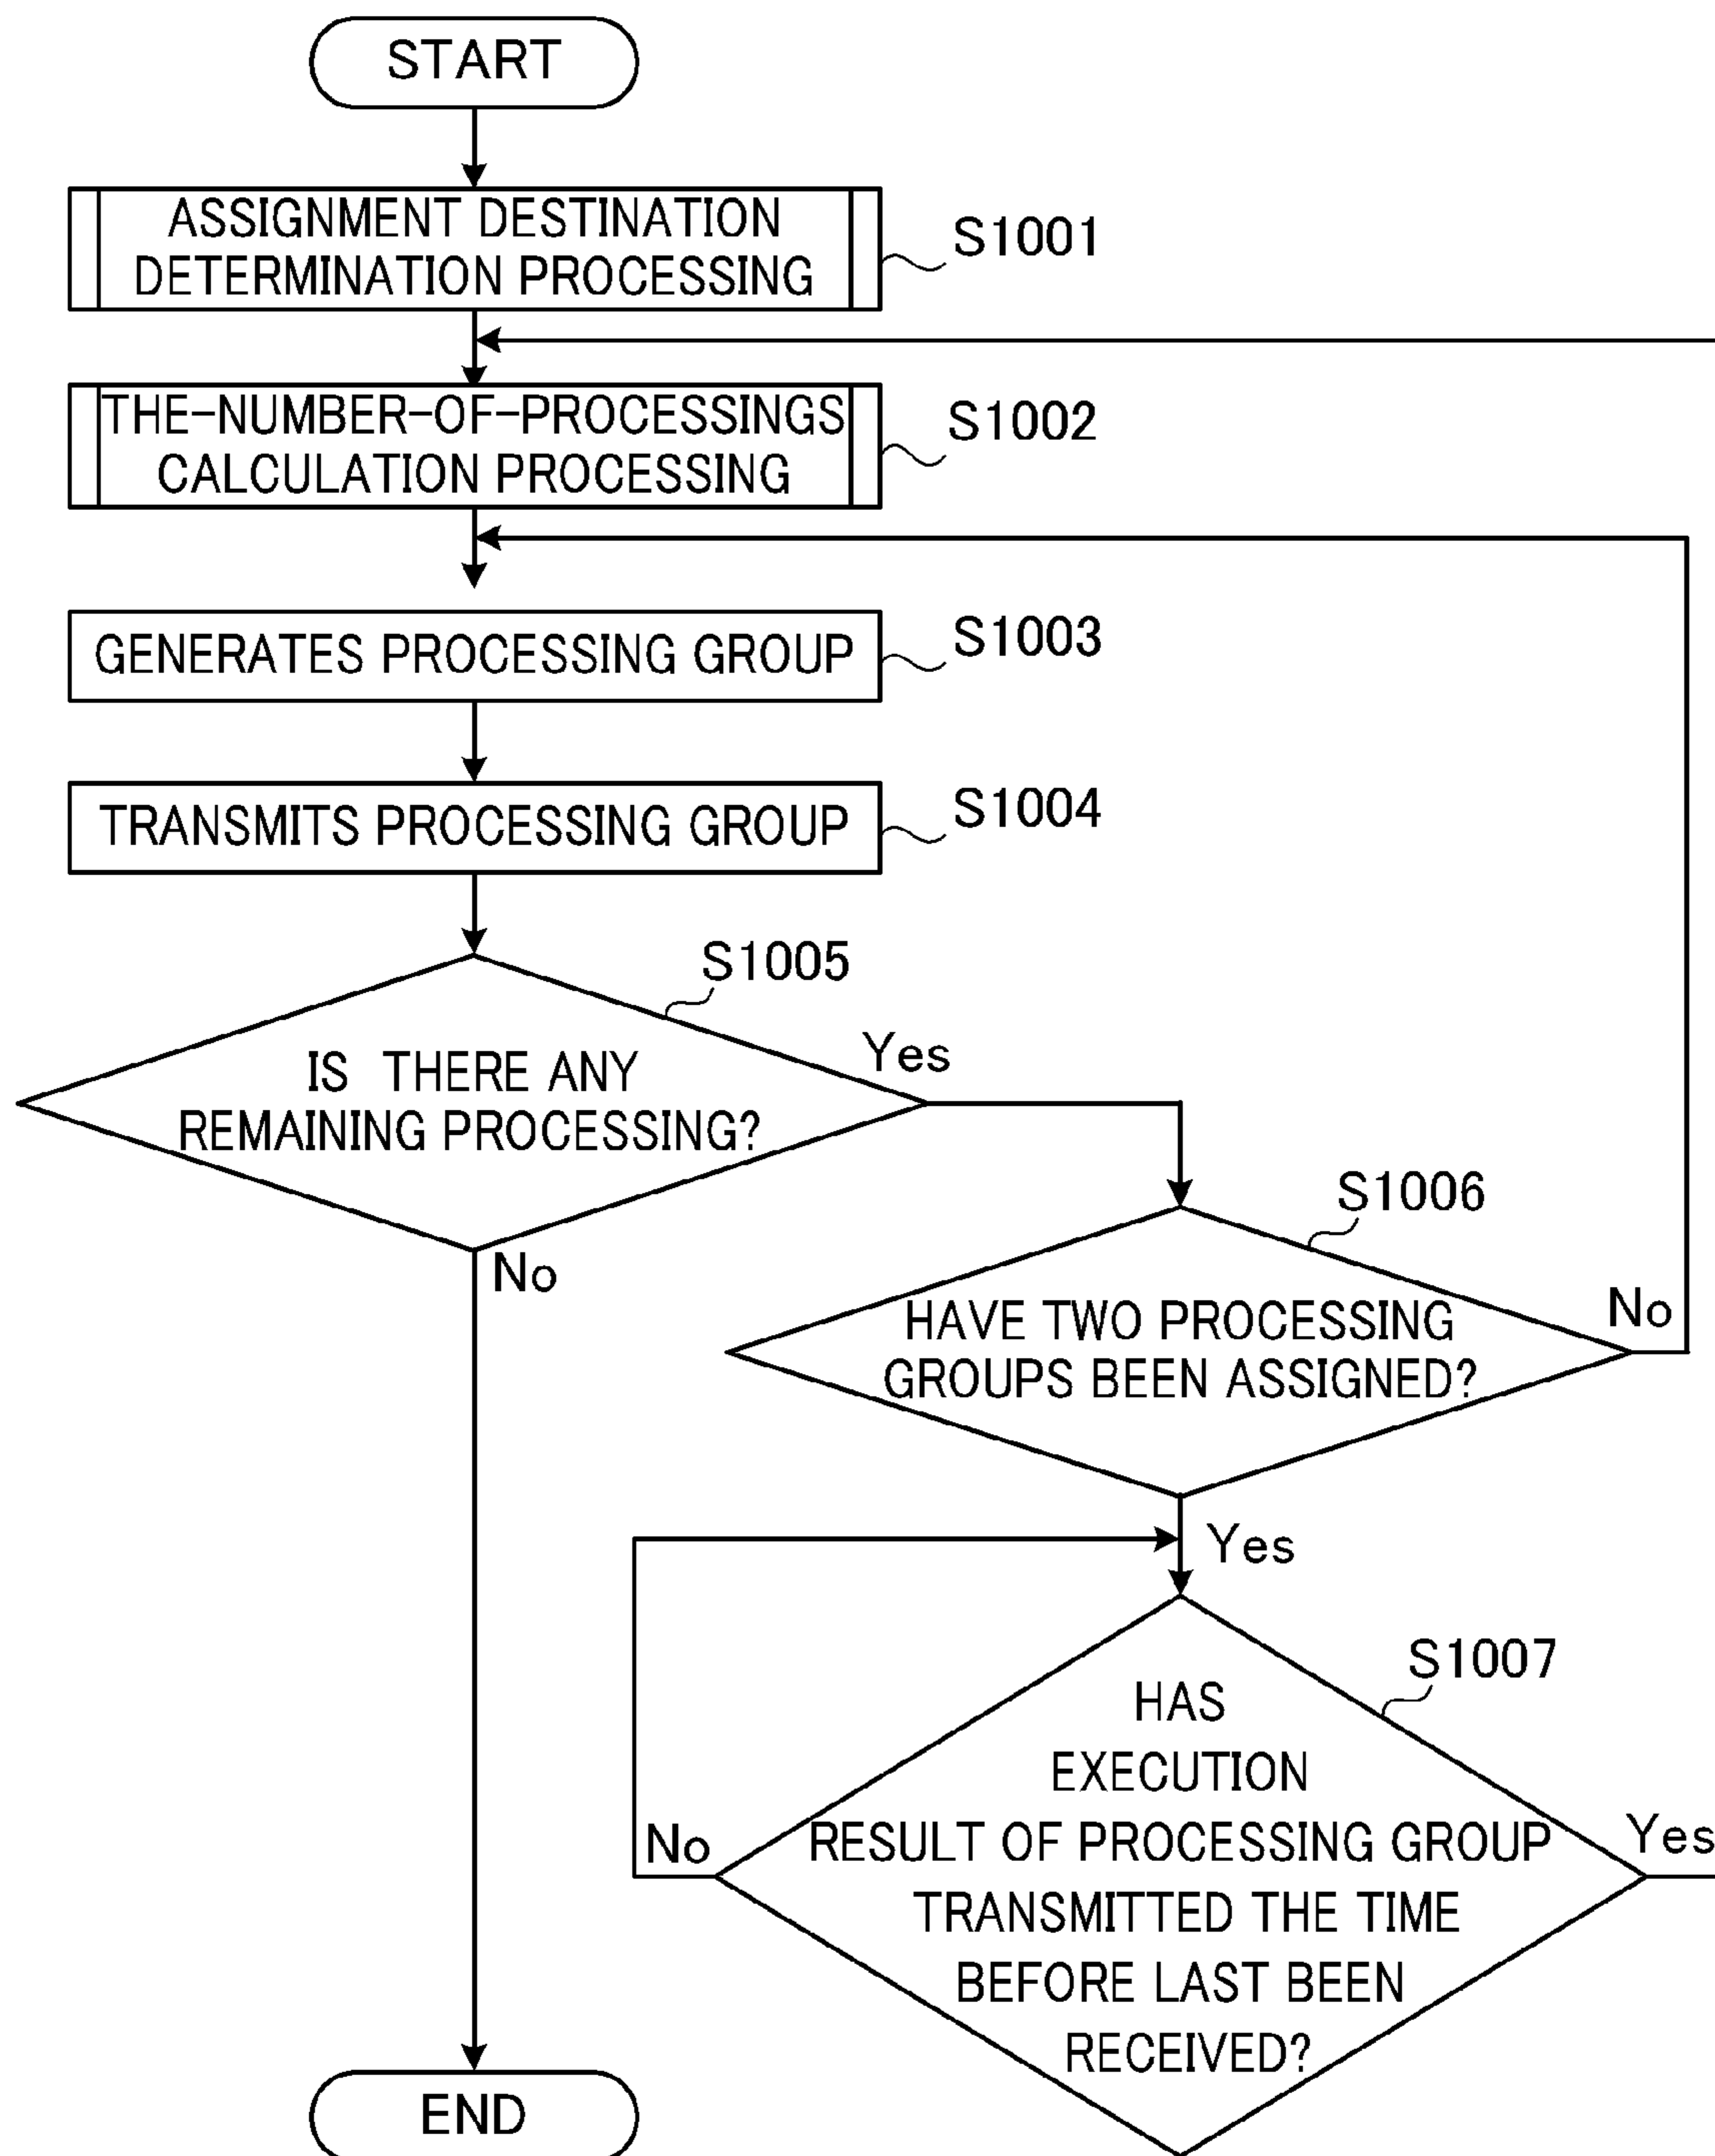 START
ASSIGNMENT DESTINATION
DETERMINATION PROCESSING
S1001
THE-NUMBER-OF-PROCESSINGS
CALCULATION PROCESSING
S1002
GENERATES PROCESSING GROUP
S1003
TRANSMITS PROCESSING GROUP
S1004
S1005
IS THERE ANY
REMAINING PROCESSING?
Yes
No
S1006
HAVE TWO PROCESSING
GROUPS BEEN ASSIGNED?
No
Yes
S1007
HAS
EXECUTION
RESULT OF PROCESSING GROUP
TRANSMITTED THE TIME
BEFORE LAST BEEN
RECEIVED?
No
Yes
END